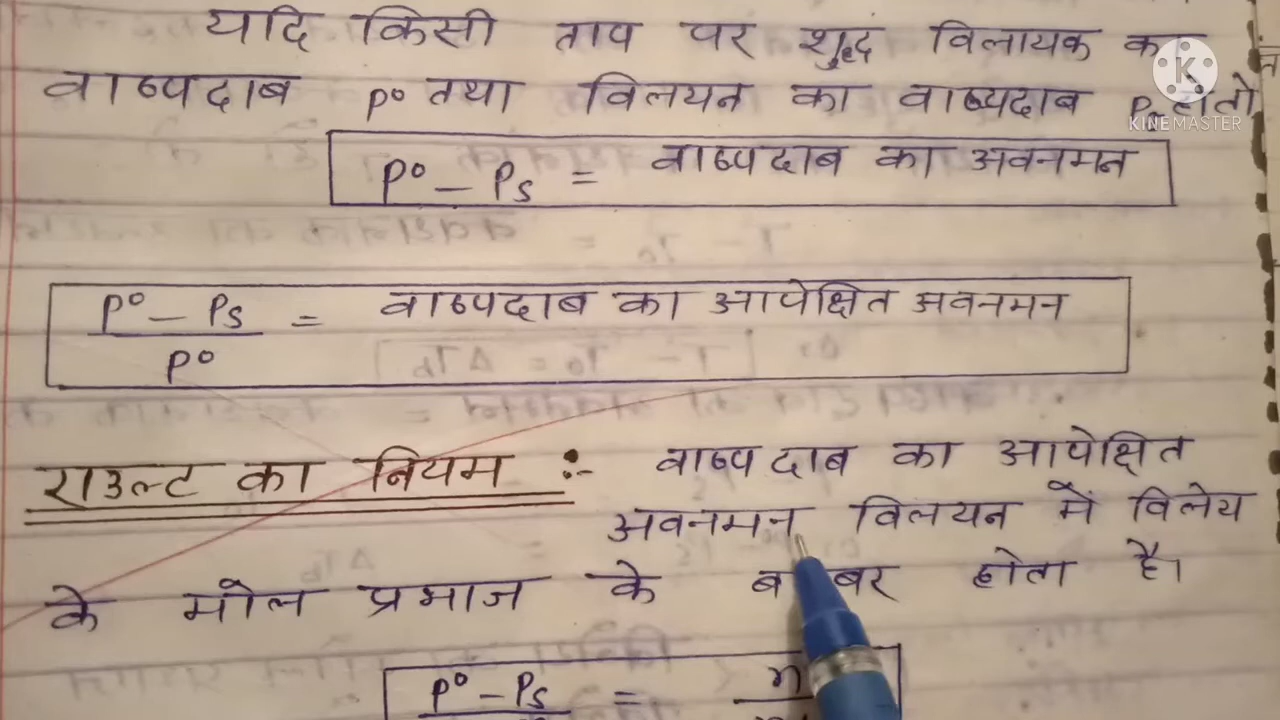 यदि किसी ताप पर शुद्ध विलायक का
वाष्पदाब P° तथा विलयन का वाष्पदाब Ps हो तो
P° – Ps = वाष्पदाब का अवनमन
P° – Ps / P° = वाष्पदाब का आपेक्षित अवनमन
राउल्ट का नियम :- वाष्प दाब का आपेक्षित
अवनमन विलयन में विलेय
के मोल प्रभाज के बराबर होता है।
P° – Ps = n
KINEMASTER